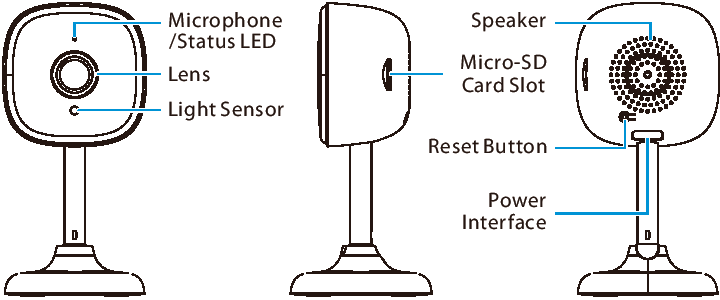 Microphone
/Status LED
Lens
Light Sensor
Speaker
Micro-SD
Card Slot
Reset Button
Power
Interface